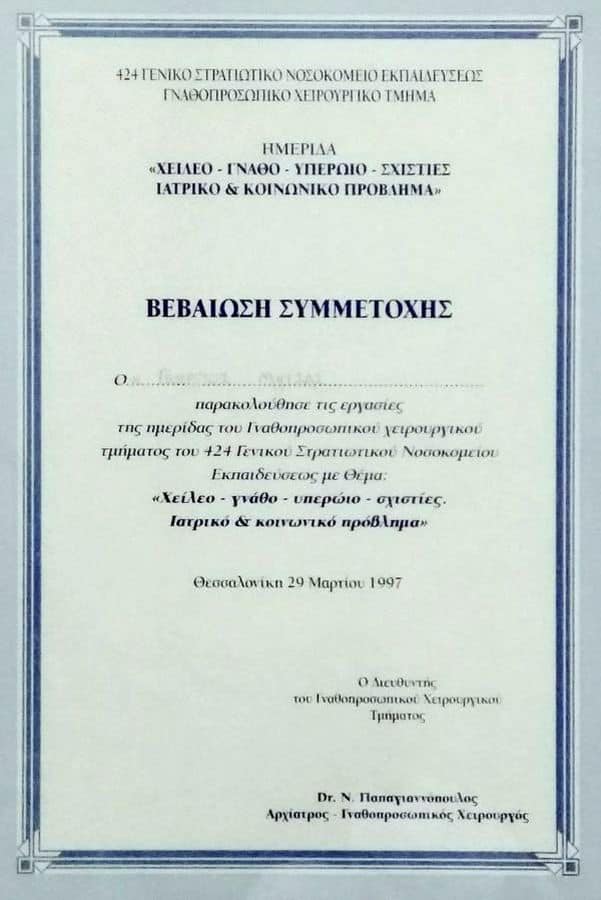 424 ΓΕΝΙΚΟ ΣΤΡΑΤΙΩΤΙΚΟ ΝΟΣΟΚΟΜΕΙΟ ΕΚΠΑΙΔΕΥΣΕΩΣ
ΓΝΑΘΟΠΡΟΣΩΠΙΚΟ ΧΕΙΡΟΥΡΓΙΚΟ ΤΜΗΜΑ
ΗΜΕΡΙΔΑ
«ΧΕΙΛΕΟ - ΓΝΑΘΟ - ΥΠΕΡΩΙΟ - ΣΧΙΣΤΙΕΣ
ΙΑΤΡΙΚΟ & ΚΟΙΝΩΝΙΚΟ ΠΡΟΒΛΗΜΑ»
ΒΕΒΑΙΩΣΗ ΣΥΜΜΕΤΟΧΗΣ
Ο
παρακολούθησε τις εργασίες
της ημερίδας του Γναθοπροσωπικού χειρουργικού
τμήματος του 424 Γενικού Στρατιωτικού Νοσοκομείου
Εκπαιδεύσεως με Θέμα:
«Χείλεο - γνάθο - υπερώιο - σχιστίες.
Ιατρικό & κοινωνικό πρόβλημα»
Θεσσαλονίκη 29 Μαρτίου 1997
Ο Διευθυντής
του Γναθοπροσωπικού Χειρουργικού
Τμήματος
Dr. Ν. Παπαγιαννόπουλος
Αρχίατρος - Γναθοπροσωπικός Χειρουργός